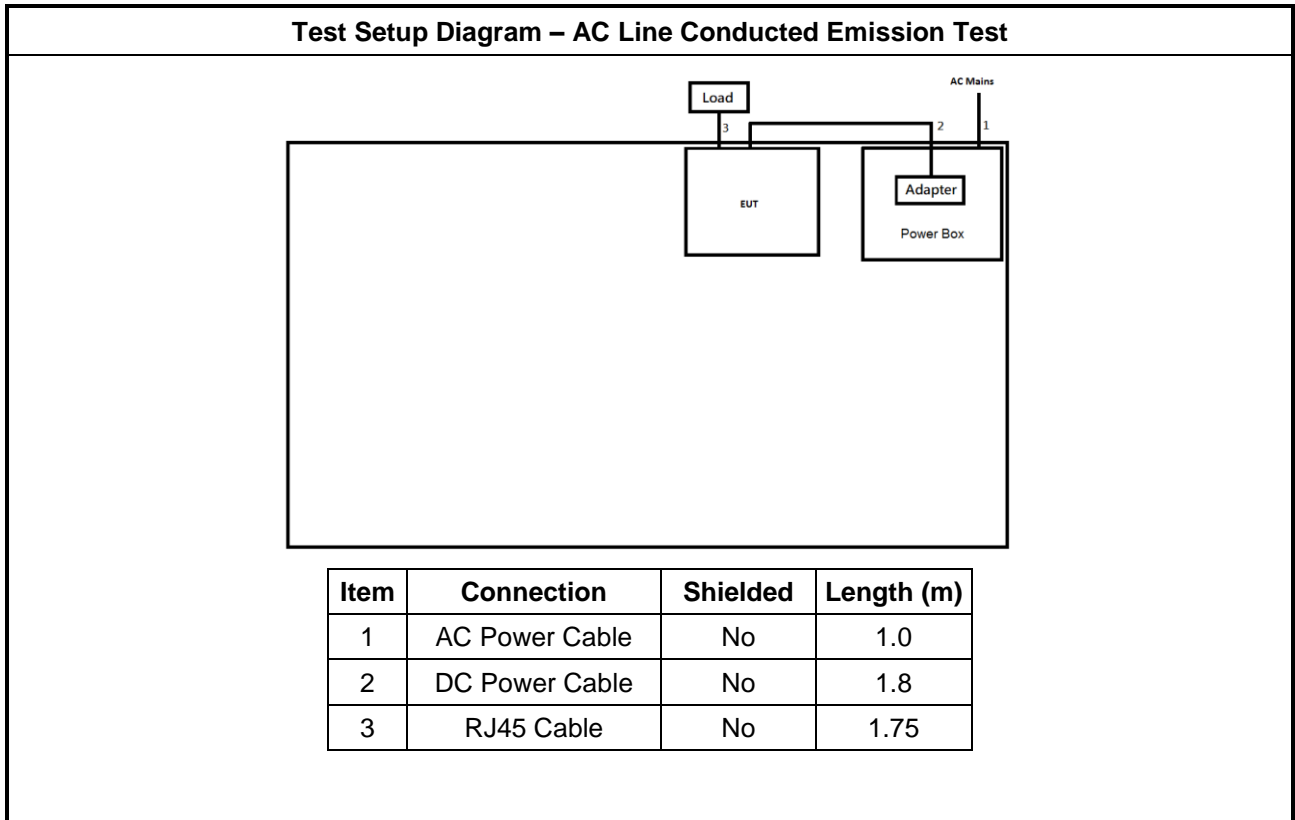 Test Setup Diagram – AC Line Conducted Emission Test
AC Mains
Load
3
2
1
EUT
Adapter
Power Box
Item Connection Shielded Length (m)
1 AC Power Cable No 1.0
2 DC Power Cable No 1.8
3 RJ45 Cable No 1.75